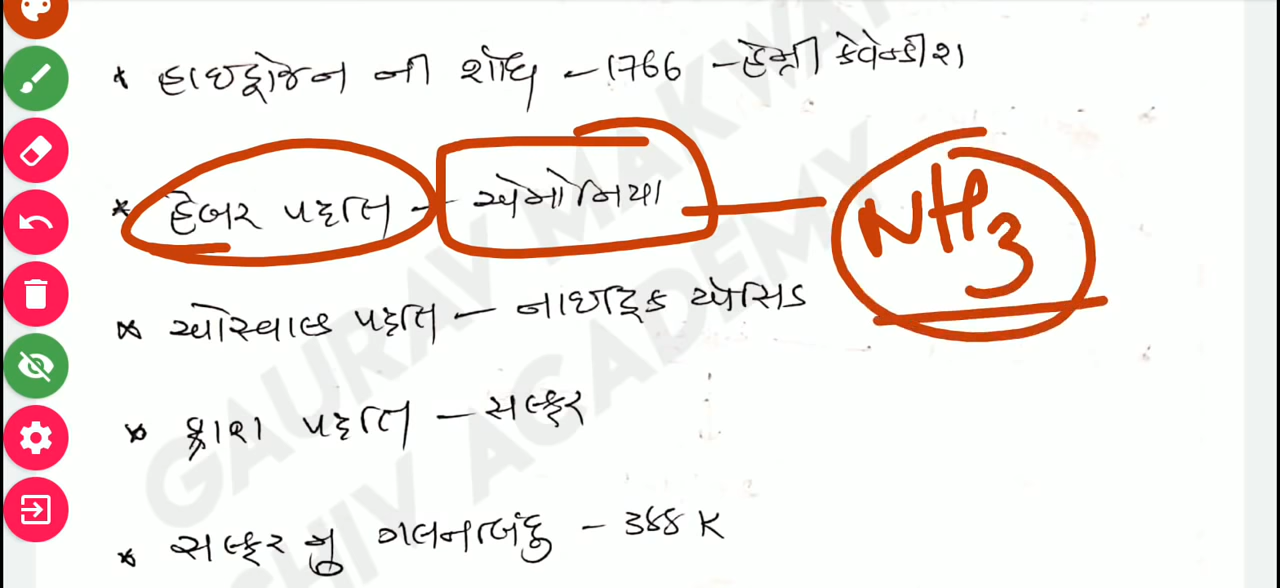 * હાઇડ્રોજન ની શોધ - 1766 - હેન્રી કેવેન્ડીશ
* હેબર પદ્ધતિ - એમોનિયા - NH3
* ઓસ્વાલ્ડ પદ્ધતિ - નાઇટ્રિક એસિડ
* ફ્રાશ પદ્ધતિ - સલ્ફર
* સલ્ફર નું ગલનબિંદુ - 388 K
GAURAV MAKWANA
SHIV ACADEMY